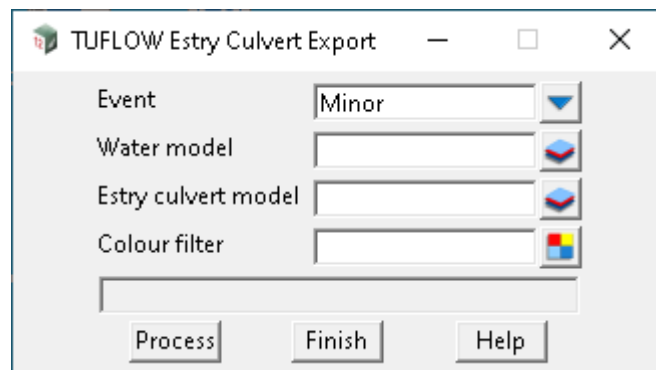 TUFLOW Estry Culvert Export
Event Minor
Water model
Estry culvert model
Colour filter
Process Finish Help